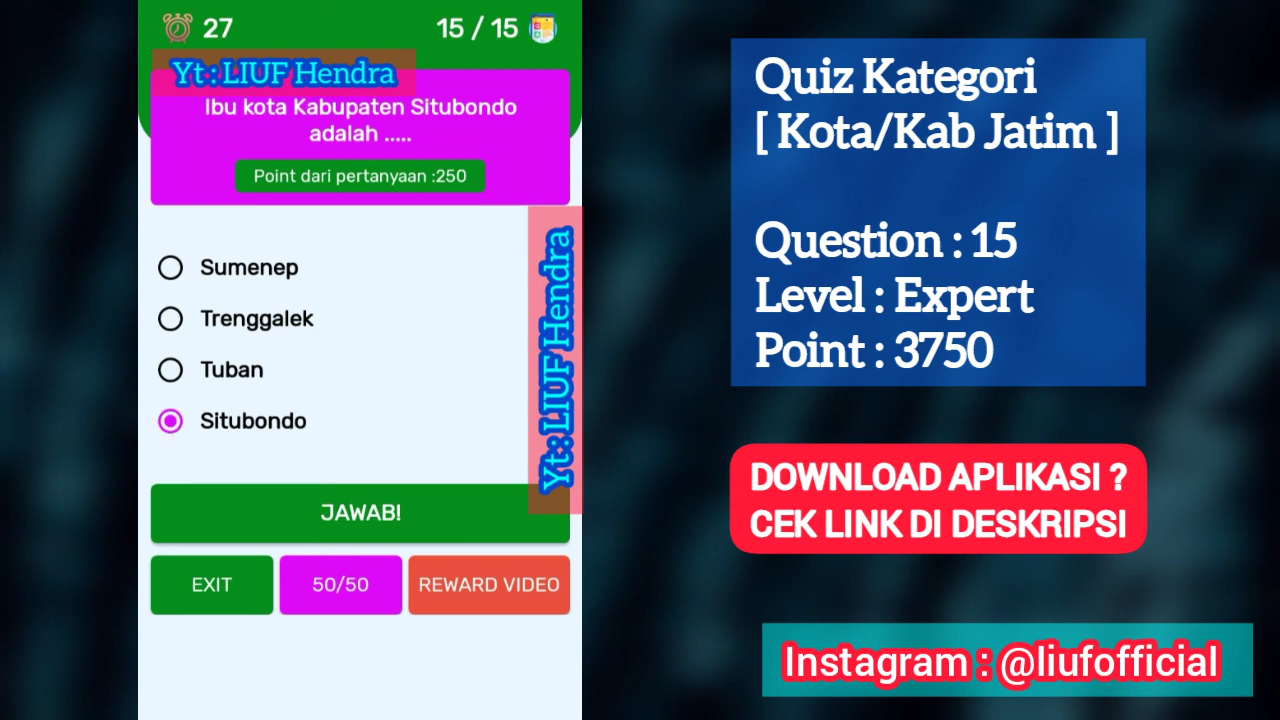 27
15 / 15
Yt : LIUF Hendra
Ibu kota Kabupaten Situbondo
adalah .....
Point dari pertanyaan :250
Sumenep
Trenggalek
Tuban
Situbondo
Yt : LIUF Hendra
JAWAB!
EXIT
50/50
REWARD VIDEO
Quiz Kategori
[ Kota/Kab Jatim ]
Question : 15
Level : Expert
Point : 3750
DOWNLOAD APLIKASI ?
CEK LINK DI DESKRIPSI
Instagram : @liufofficial